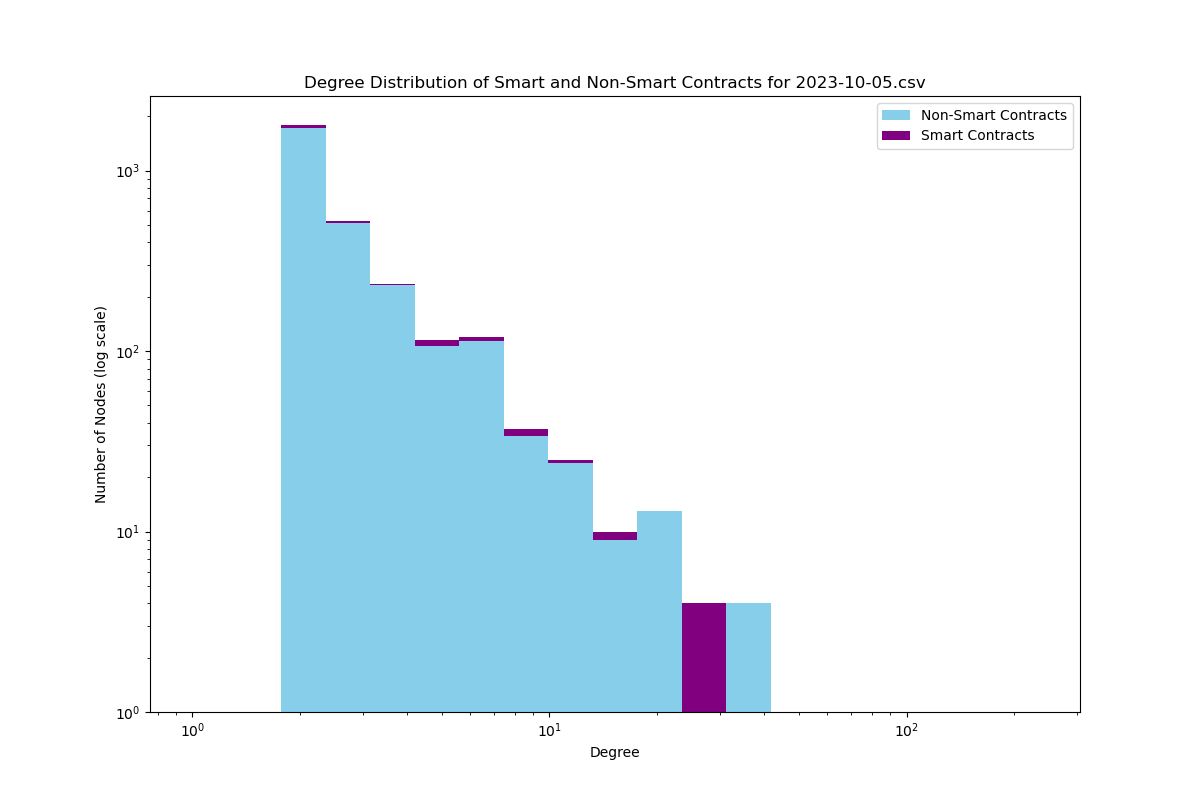 Degree Distribution of Smart and Non-Smart Contracts for 2023-10-05.csv
Non-Smart Contracts
Smart Contracts
Number of Nodes (log scale)
10³
10²
10¹
10⁰
10⁰ 10¹ 10²
Degree